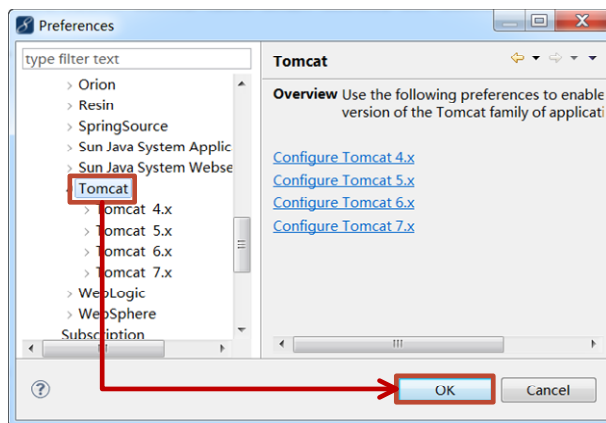 Preferences
type filter text
Orion
Resin
SpringSource
Sun Java System Applic
Sun Java System Webse
Tomcat
Tomcat 4.x
Tomcat 5.x
Tomcat 6.x
Tomcat 7.x
WebLogic
WebSphere
Subscription
Tomcat
Overview Use the following preferences to enable
version of the Tomcat family of applicati
Configure Tomcat 4.x
Configure Tomcat 5.x
Configure Tomcat 6.x
Configure Tomcat 7.x
OK
Cancel